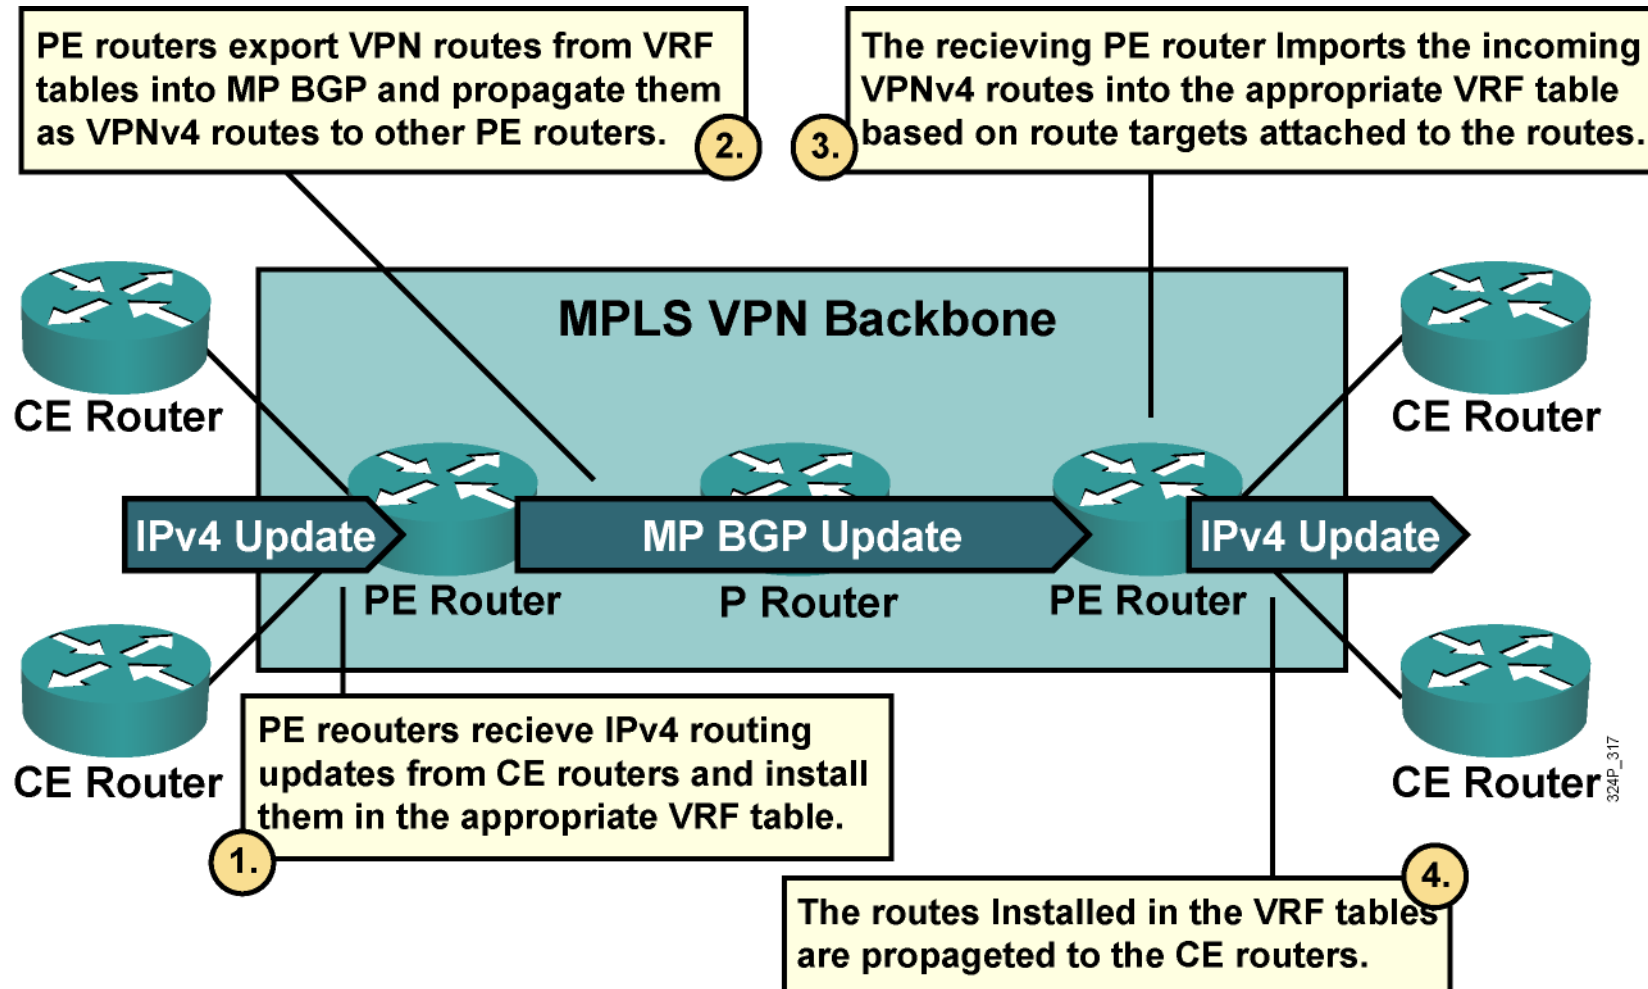 PE routers export VPN routes from VRF
tables into MP BGP and propagate them
as VPNv4 routes to other PE routers.
2.
3.
The recieving PE router Imports the incoming
VPNv4 routes into the appropriate VRF table
based on route targets attached to the routes.
MPLS VPN Backbone
CE Router
CE Router
IPv4 Update
MP BGP Update
IPv4 Update
PE Router
P Router
PE Router
CE Router
CE Router
324P_317
PE reouters recieve IPv4 routing
updates from CE routers and install
them in the appropriate VRF table.
1.
4.
The routes Installed in the VRF tables
are propageted to the CE routers.